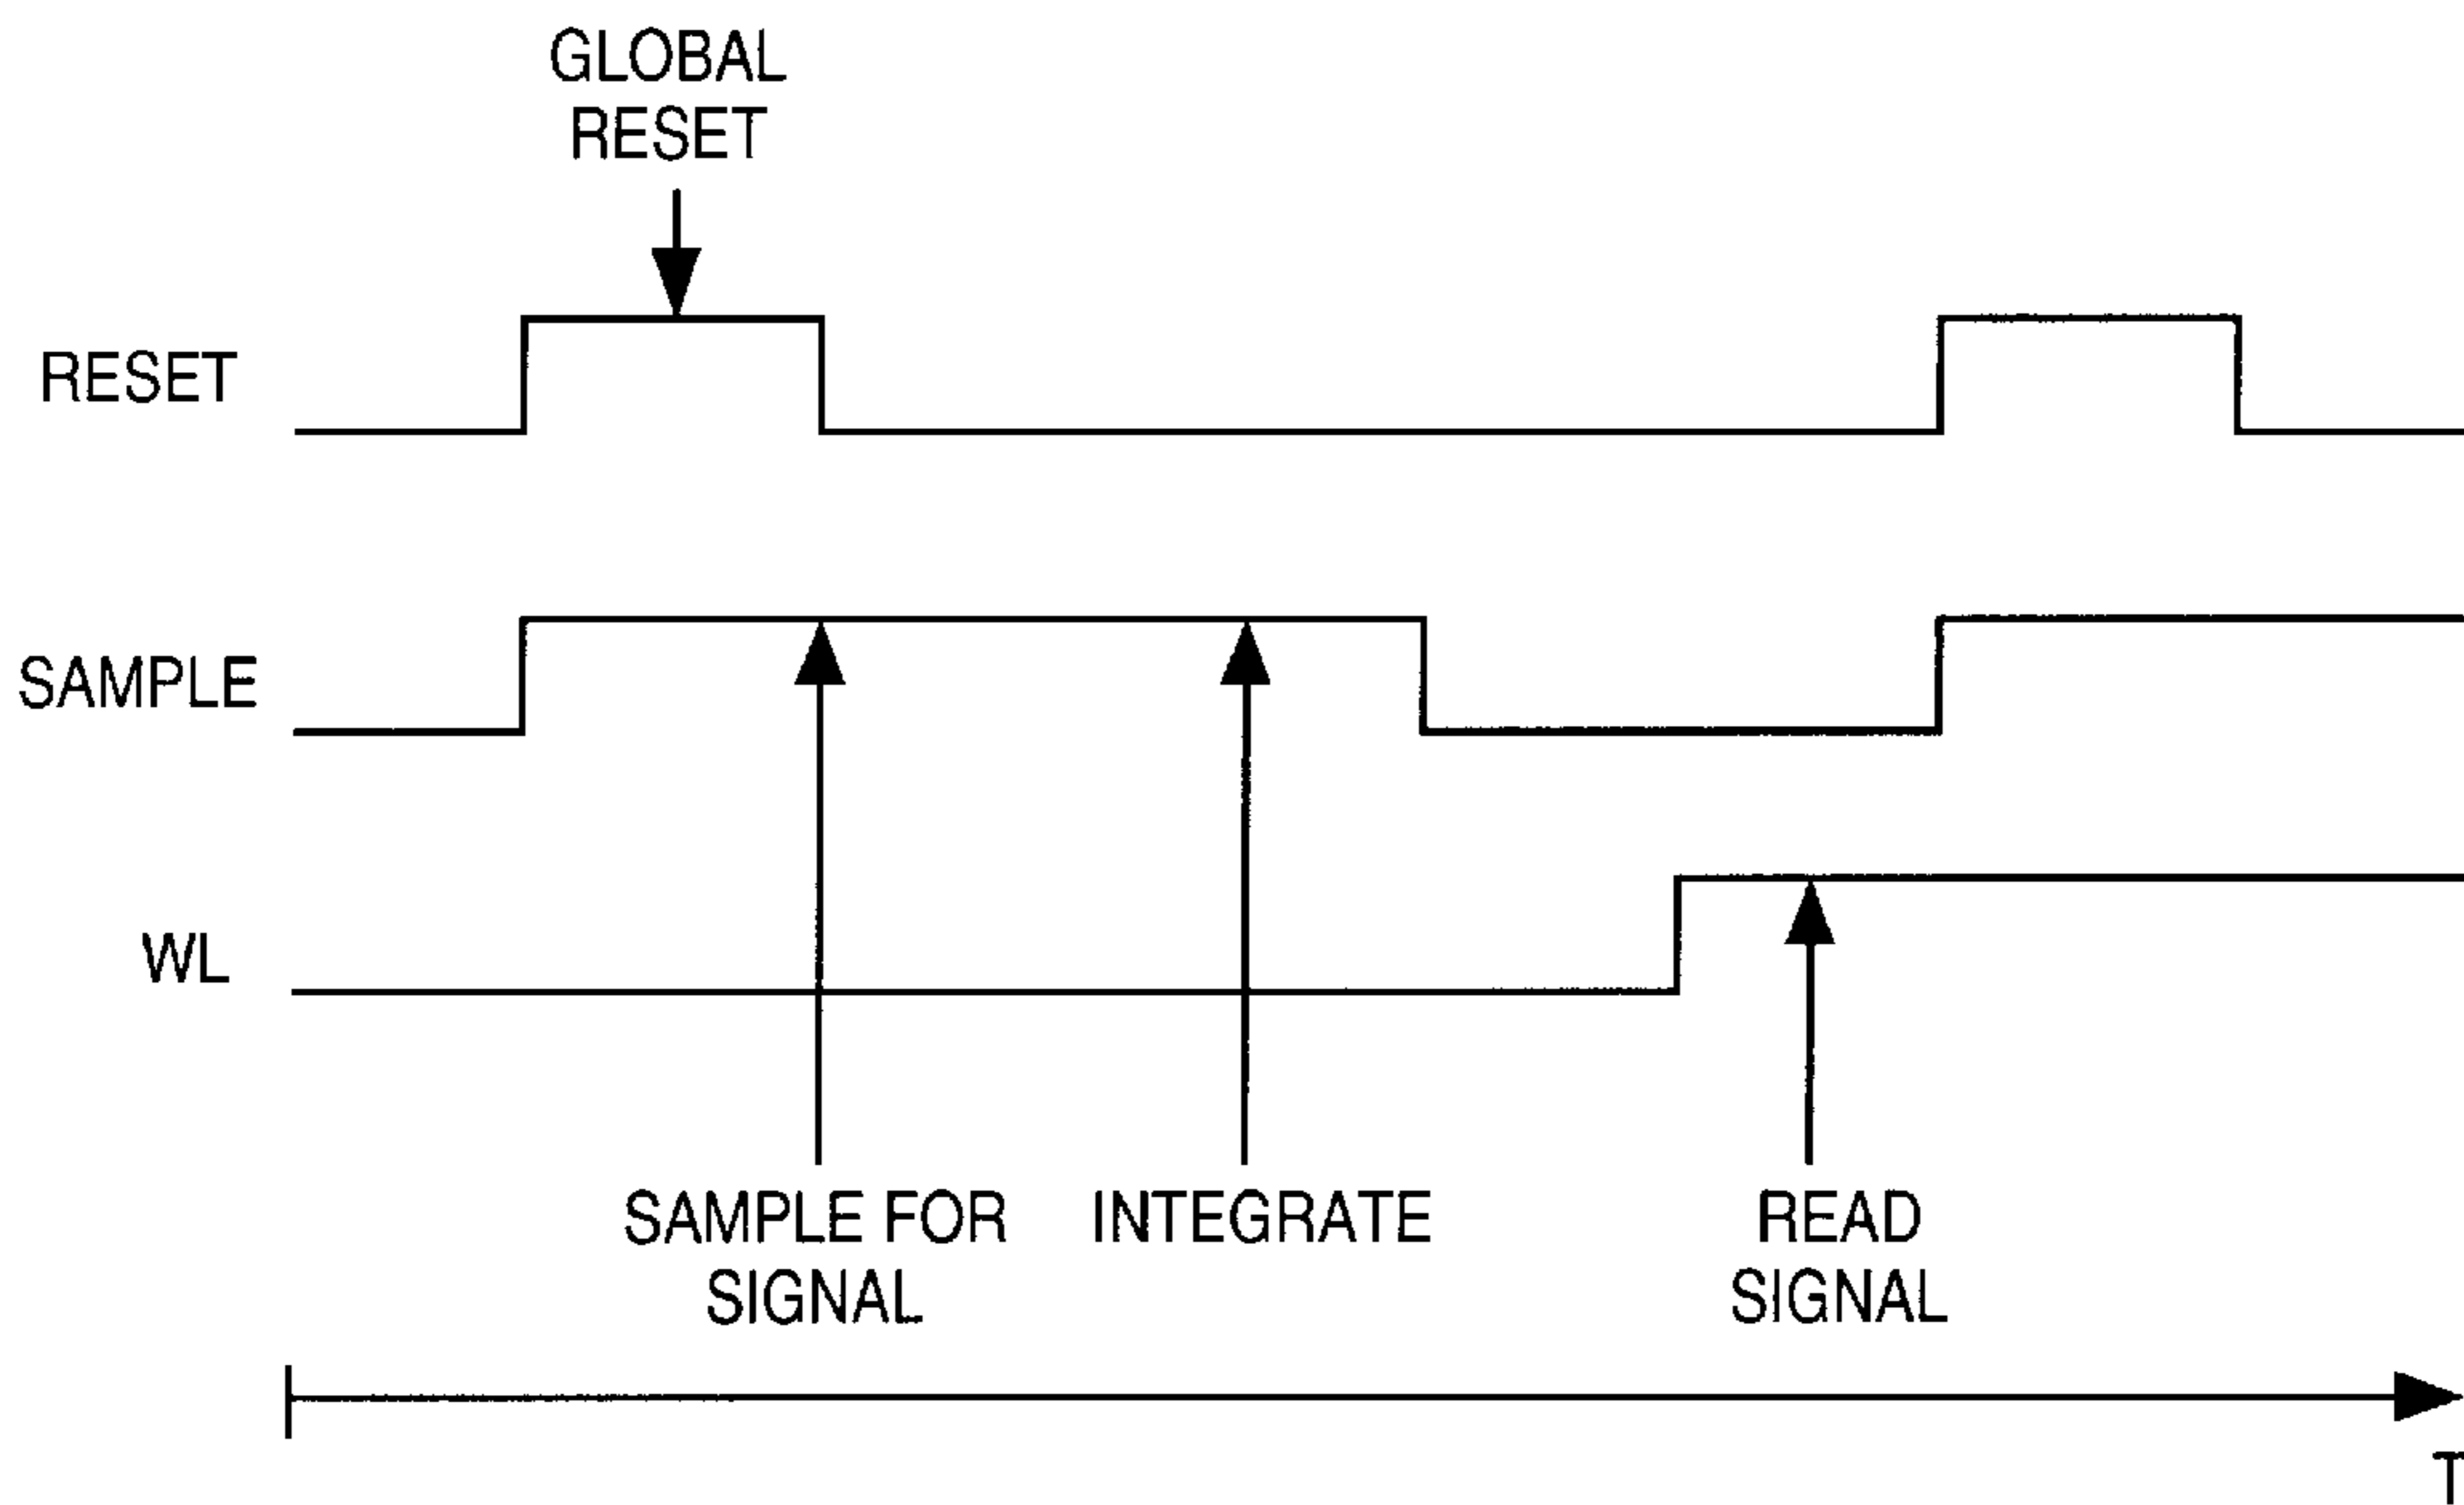 GLOBAL
RESET
RESET
SAMPLE
WL
SAMPLE FOR
SIGNAL
INTEGRATE
READ
SIGNAL
T